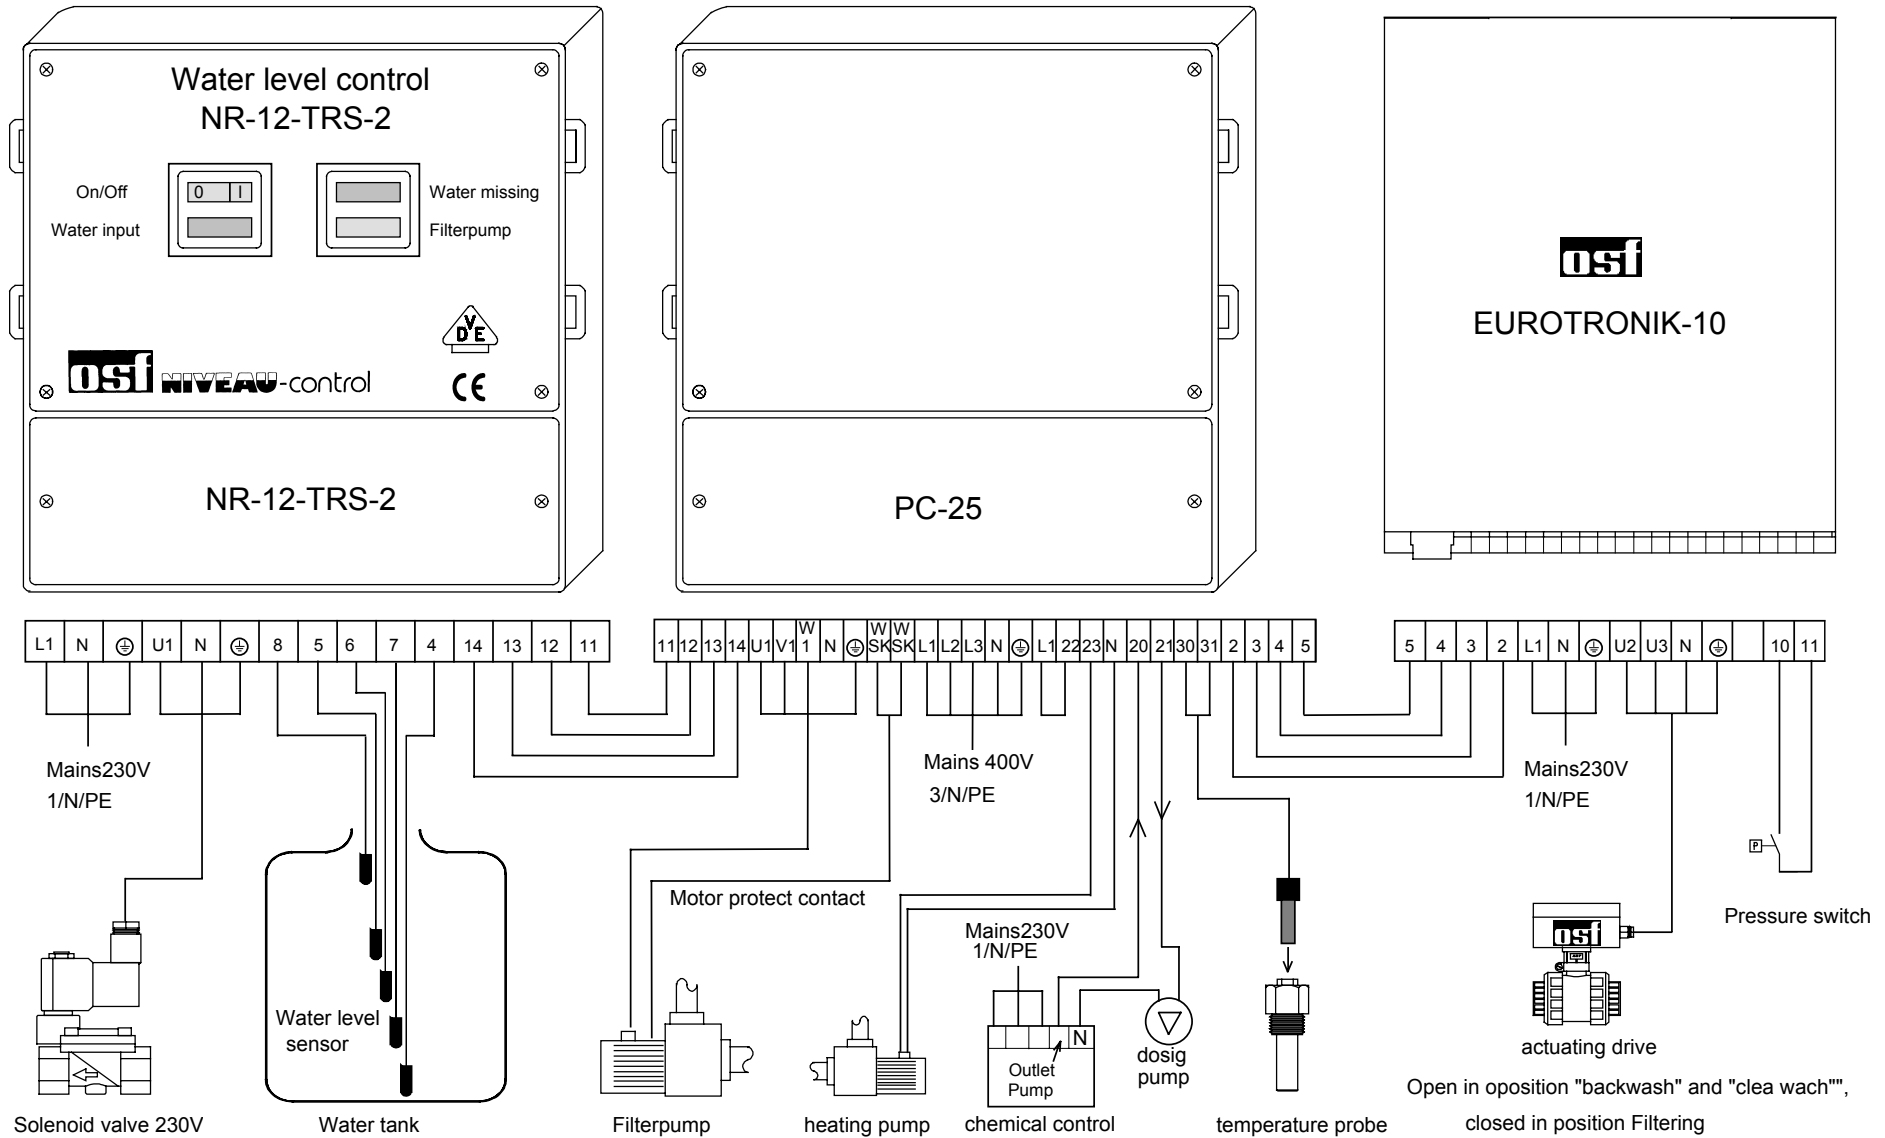 Water level control
NR-12-TRS-2
On/Off
0 I
Water missing
Water input
Filterpump
VDE
osf NIVEAU-control
CE
NR-12-TRS-2
PC-25
osf
EUROTRONIK-10
L1 N U1 N 8 5 6 7 4 14 13 12 11
11 12 13 14 U1 V1 W1 N WSK WSK L1 L2 L3 N L1 22 23 N 20 21 30 31 2 3 4 5
5 4 3 2 L1 N U2 U3 N 10 11
Mains230V
1/N/PE
Mains 400V
3/N/PE
Mains230V
1/N/PE
P
Motor protect contact
Mains230V
1/N/PE
Pressure switch
osf
Water level
sensor
N
Outlet
Pump
dosig
pump
actuating drive
Open in oposition "backwash" and "clea wach"",
closed in position Filtering
Solenoid valve 230V
Water tank
Filterpump
heating pump
chemical control
temperature probe